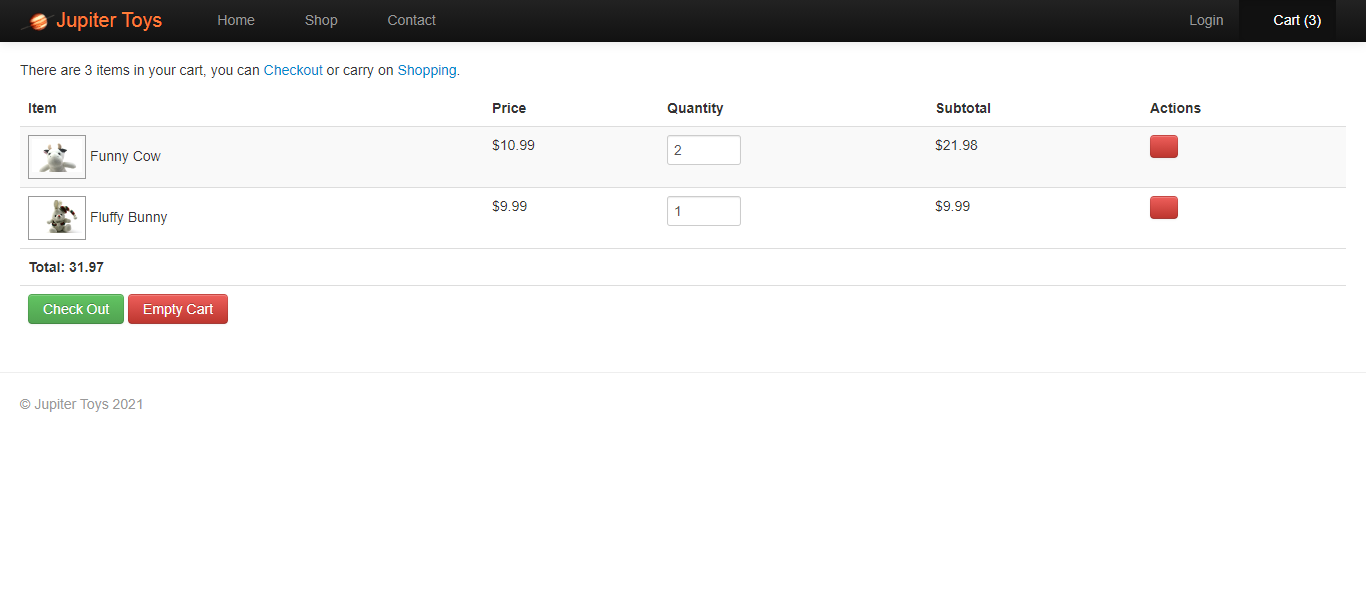 Jupiter Toys Home Shop Contact Login Cart (3)
There are 3 items in your cart, you can Checkout or carry on Shopping.
Item Price Quantity Subtotal Actions
Funny Cow $10.99 2 $21.98
Fluffy Bunny $9.99 1 $9.99
Total: 31.97
Check Out Empty Cart
© Jupiter Toys 2021